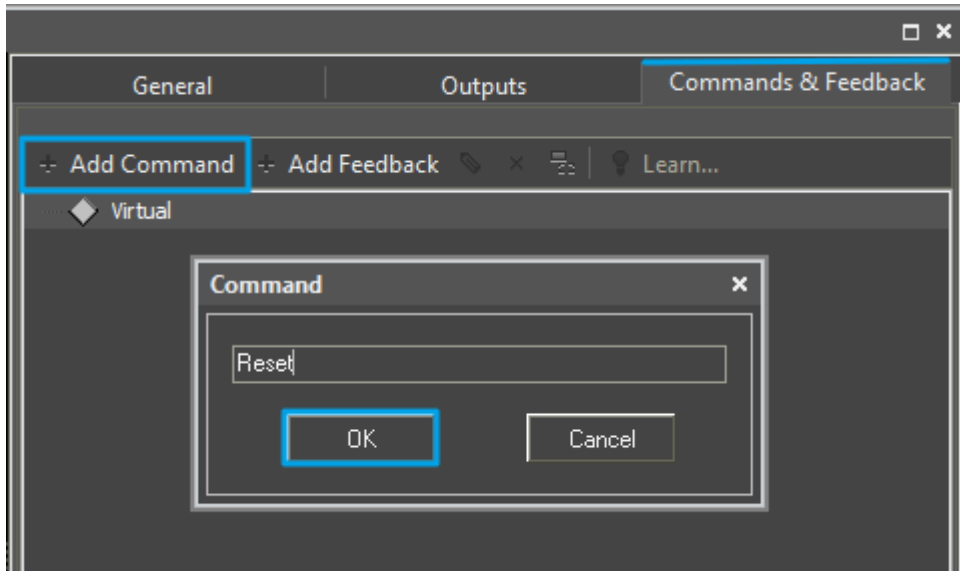 General Outputs Commands & Feedback
Add Command Add Feedback Learn...
Virtual
Command
Reset
OK Cancel